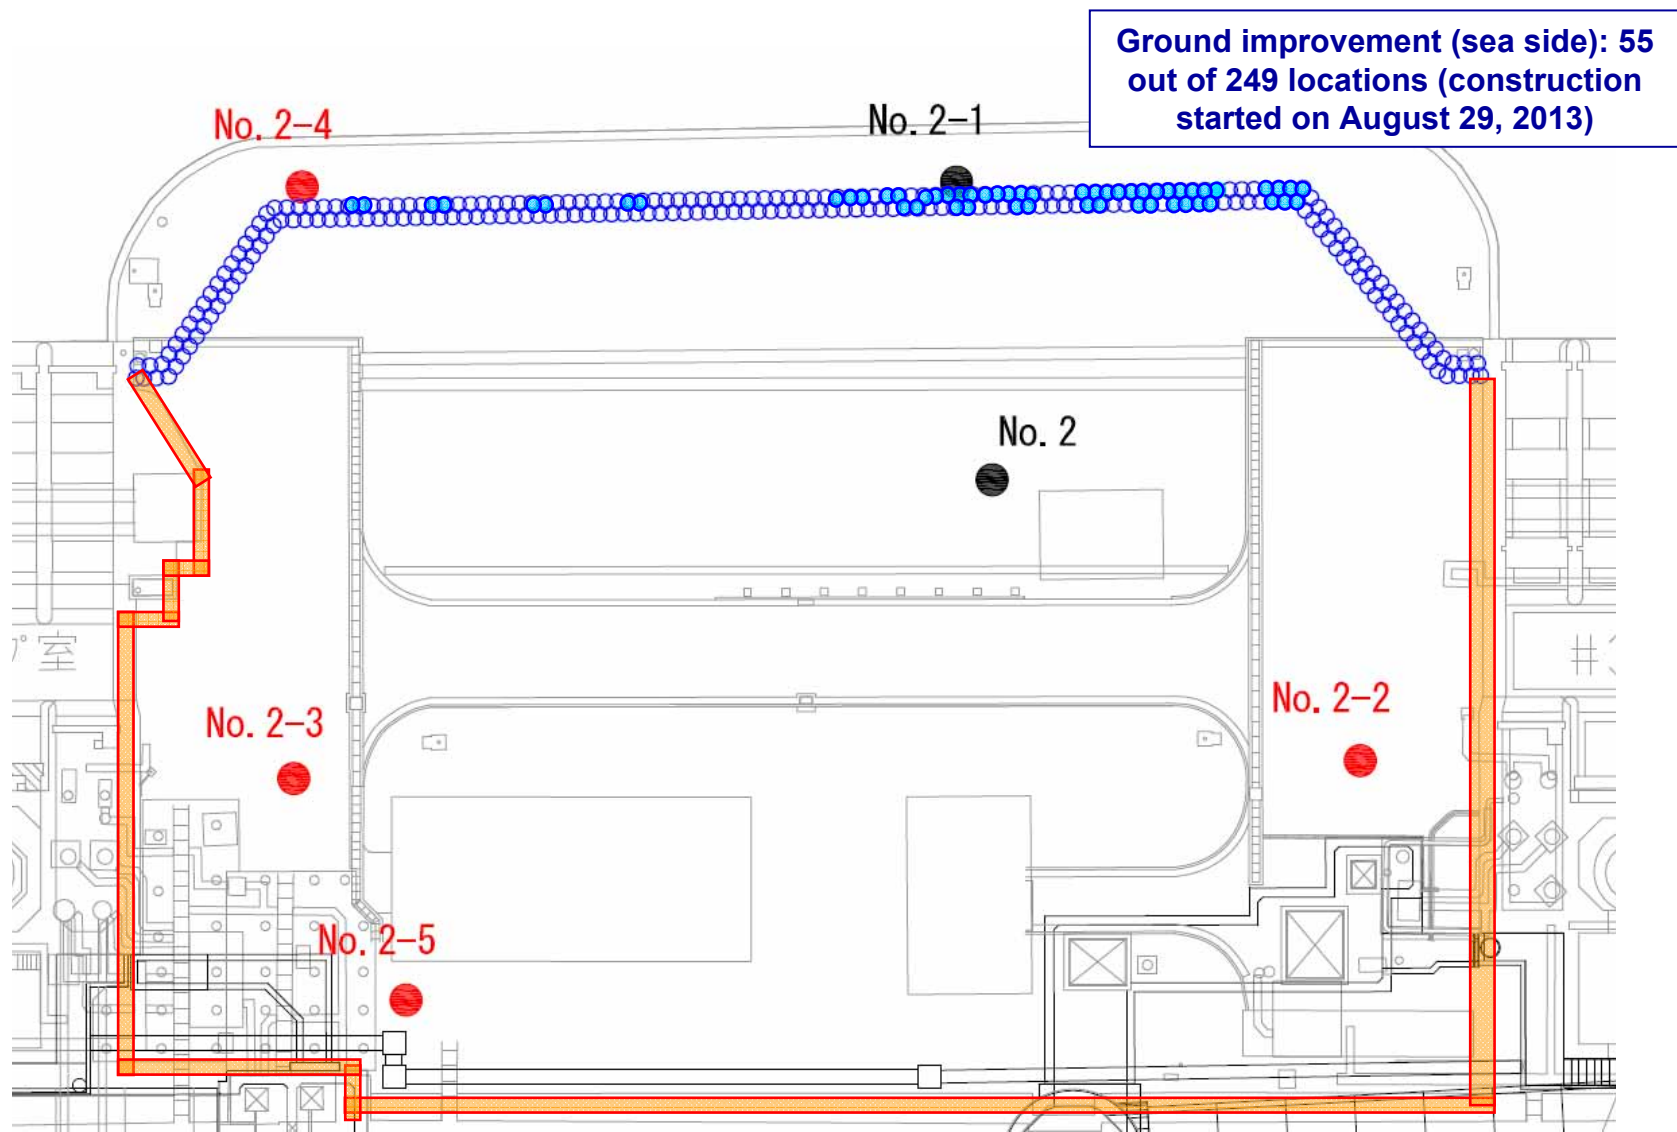 Ground improvement (sea side): 55
out of 249 locations (construction
started on August 29, 2013)
No. 2-4
No. 2-1
No. 2
室
#
No. 2-3
No. 2-2
No. 2-5